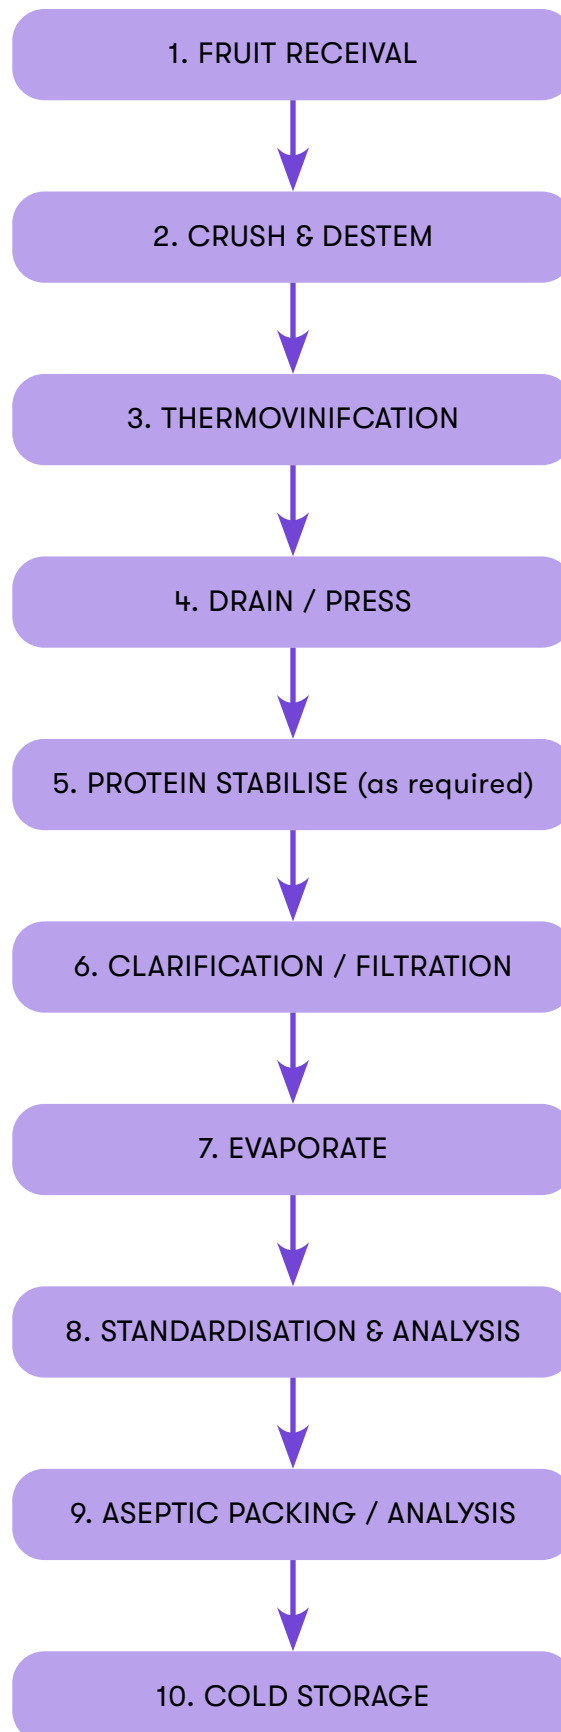 1. FRUIT RECEIVAL
2. CRUSH & DESTEM
3. THERMOVINIFCATION
4. DRAIN / PRESS
5. PROTEIN STABILISE (as required)
6. CLARIFICATION / FILTRATION
7. EVAPORATE
8. STANDARDISATION & ANALYSIS
9. ASEPTIC PACKING / ANALYSIS
10. COLD STORAGE